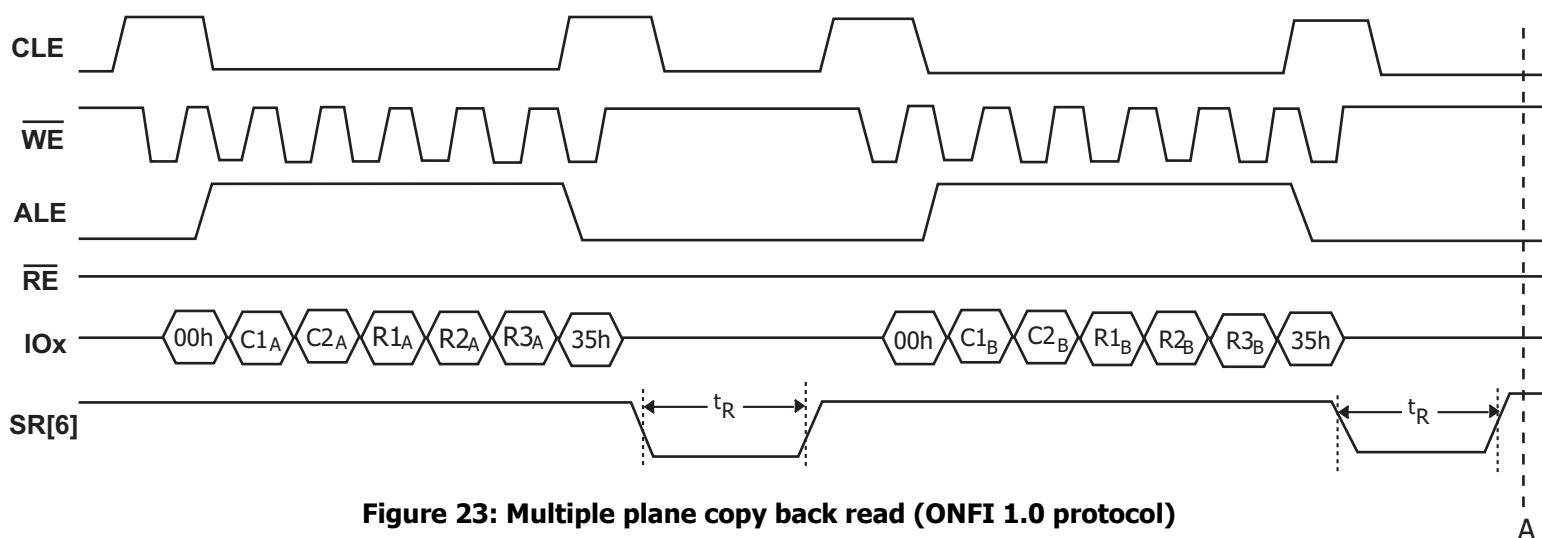 CLE
WE
ALE
RE
IOx 00h C1A C2A R1A R2A R3A 35h 00h C1B C2B R1B R2B R3B 35h
SR[6] tR tR
Figure 23: Multiple plane copy back read (ONFI 1.0 protocol)
A